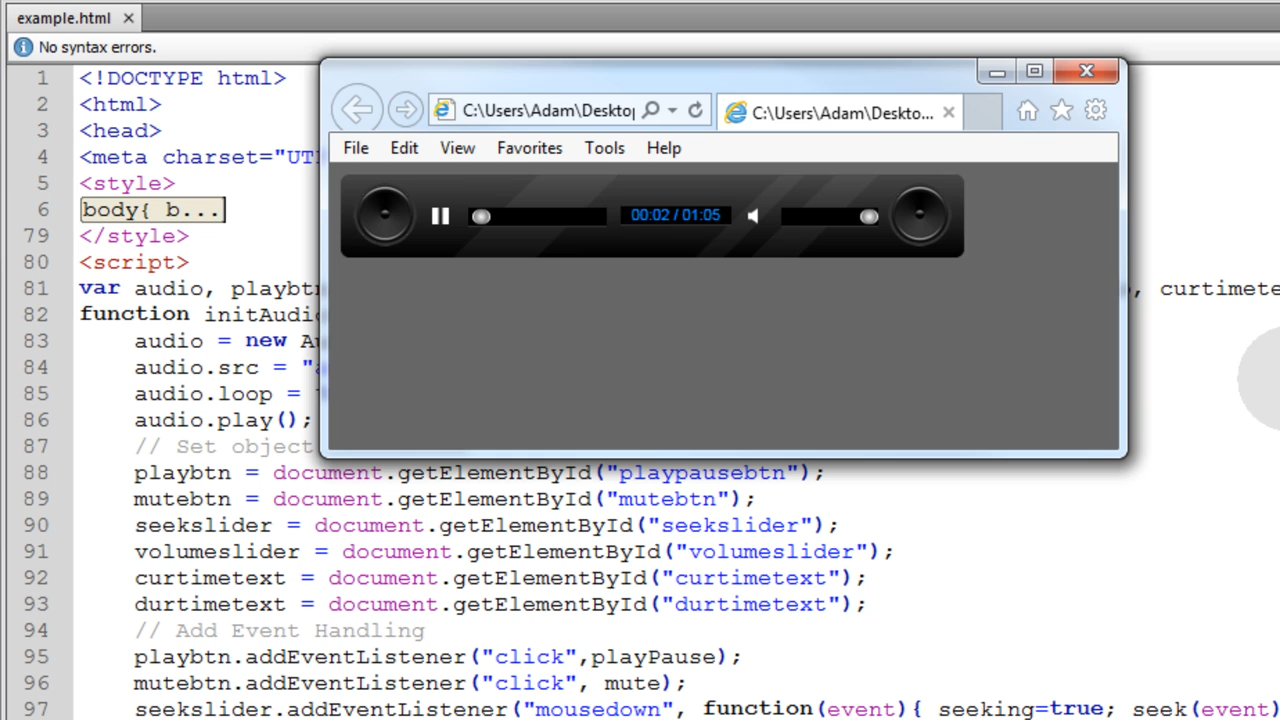 example.html
No syntax errors.
C:\Users\Adam\Desktop
C:\Users\Adam\Deskto...
File Edit View Favorites Tools Help
00:02 / 01:05
1 <!DOCTYPE html>
2 <html>
3 <head>
4 <meta charset="UT
5 <style>
6 body{ b...
79 </style>
80 <script>
81 var audio, playbtn , curtimete
82 function initAudio
83 audio = new Au
84 audio.src = "a
85 audio.loop =
86 audio.play();
87 // Set object
88 playbtn = document.getElementById("playpausebtn");
89 mutebtn = document.getElementById("mutebtn");
90 seekslider = document.getElementById("seekslider");
91 volumeslider = document.getElementById("volumeslider");
92 curtimetext = document.getElementById("curtimetext");
93 durtimetext = document.getElementById("durtimetext");
94 // Add Event Handling
95 playbtn.addEventListener("click",playPause);
96 mutebtn.addEventListener("click", mute);
97 seekslider.addEventListener("mousedown", function(event){ seeking=true; seek(event)